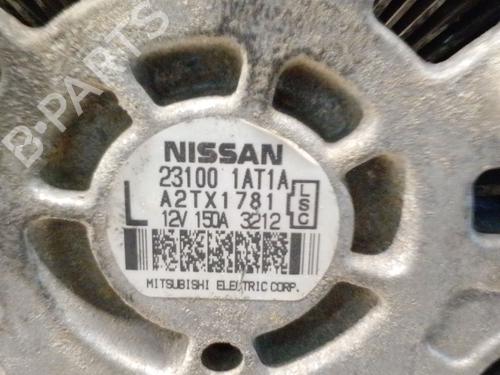 B-PARTS
NISSAN
23100 1AT1A
L A2TX1781 LSC
12V 150A 3212
MITSUBISHI ELECTRIC CORP.